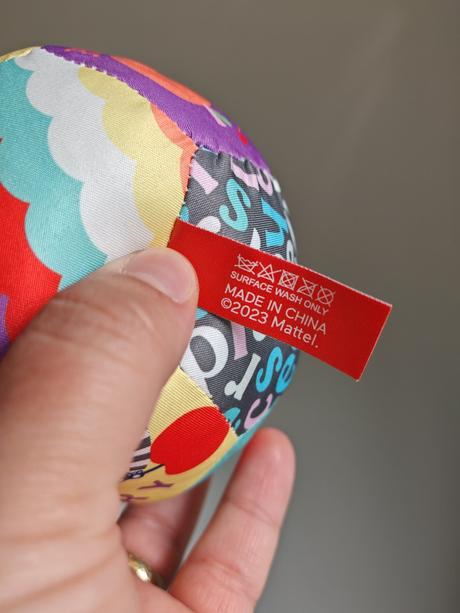 SURFACE WASH ONLY
MADE IN CHINA
©2023 Mattel.